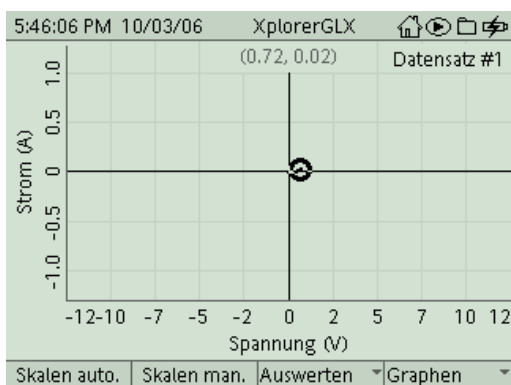 5:46:06 PM 10/03/06 XplorerGLX
(0.72, 0.02) Datensatz #1
Strom (A)
1.0
0.5
0
-0.5
-1.0
-12 -10 -7 -5 -2 0 2 5 7 10 12
Spannung (V)
Skalen auto. Skalen man. Auswerten Graphen